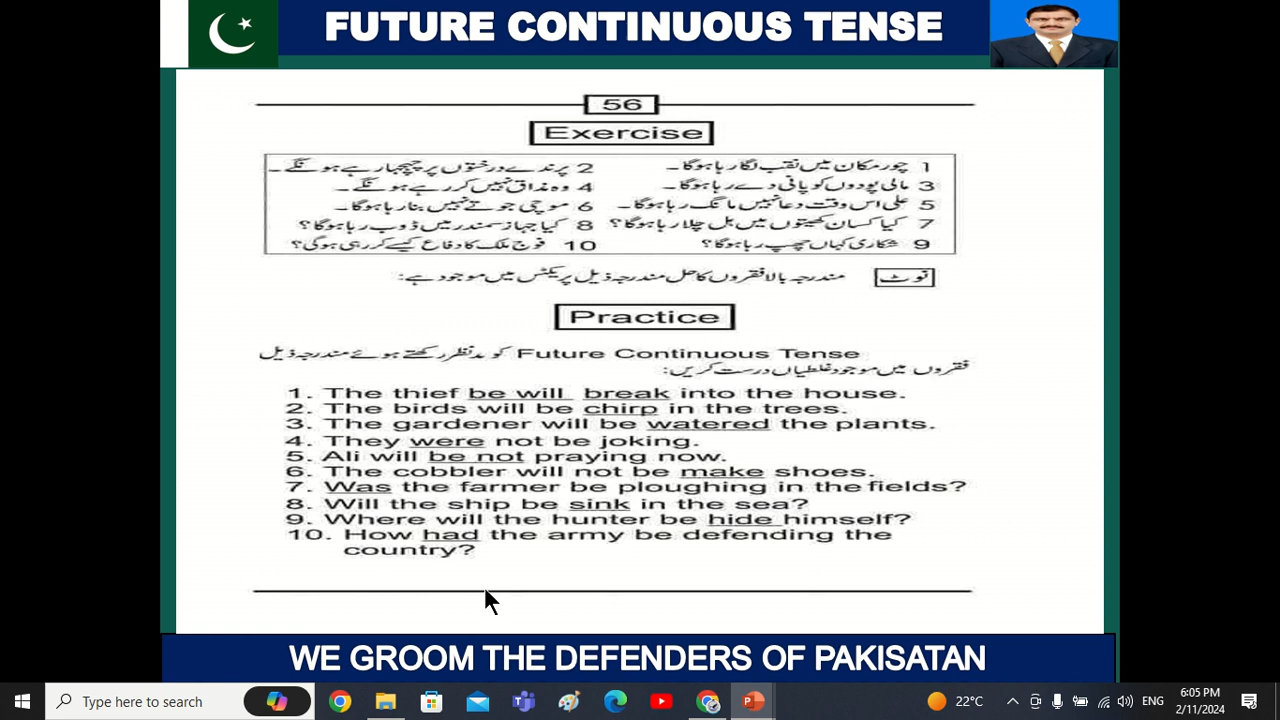 FUTURE CONTINUOUS TENSE
56
Exercise
1 چور مکان میں نقب لگا رہا ہوگا۔ 2 پرندے درختوں پر چہچہا رہے ہونگے۔
3 مالی پودوں کو پانی دے رہا ہوگا۔ 4 وہ مذاق نہیں کر رہے ہونگے۔
5 علی اس وقت دعا نہیں مانگ رہا ہوگا۔ 6 موچی جوتے نہیں بنا رہا ہوگا۔
7 کیا کسان کھیتوں میں ہل چلا رہا ہوگا؟ 8 کیا جہاز سمندر میں ڈوب رہا ہوگا؟
9 شکاری کہاں چھپ رہا ہوگا؟ 10 فوج ملک کا دفاع کیسے کر رہی ہوگی؟
نوٹ مندرجہ بالا فقروں کا حل مندرجہ ذیل پریکٹس میں موجود ہے:
Practice
Future Continuous Tense کو مدنظر رکھتے ہوئے مندرجہ ذیل
فقروں میں موجود غلطیاں درست کریں:
1. The thief be will break into the house.
2. The birds will be chirp in the trees.
3. The gardener will be watered the plants.
4. They were not be joking.
5. Ali will be not praying now.
6. The cobbler will not be make shoes.
7. Was the farmer be ploughing in the fields?
8. Will the ship be sink in the sea?
9. Where will the hunter be hide himself?
10. How had the army be defending the
country?
WE GROOM THE DEFENDERS OF PAKISATAN
Type here to search
22°C
ENG
6:05 PM
2/11/2024